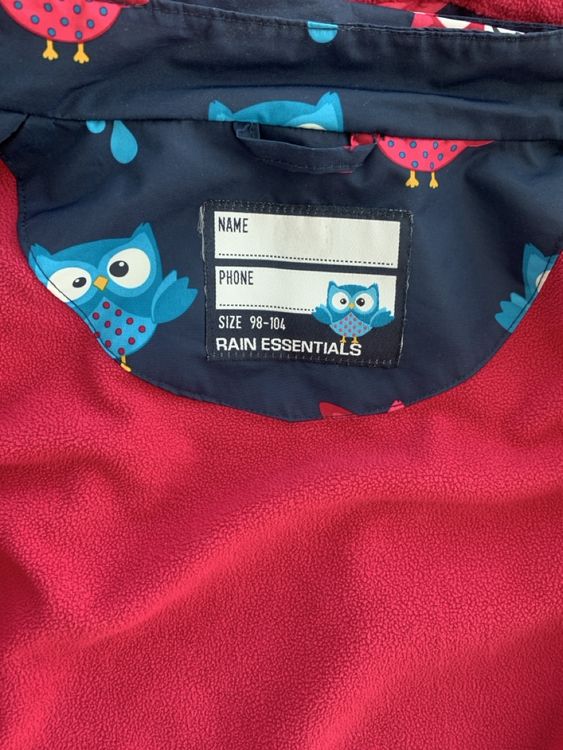 NAME
PHONE
SIZE 98-104
RAIN ESSENTIALS